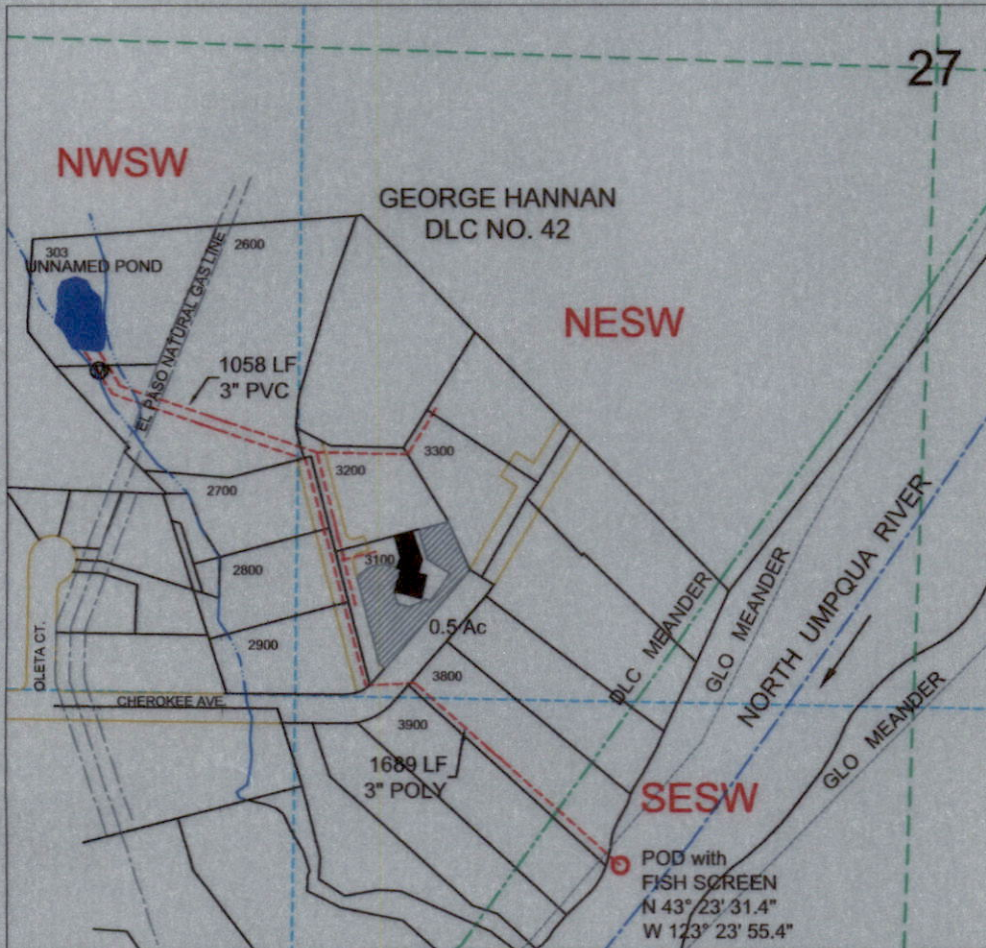 27
NWSW
GEORGE HANNAN
DLC NO. 42
303
UNNAMED POND
2600
EL PASO NATURAL GAS LINE
NESW
1058 LF
3" PVC
M
3200
3300
2700
3100
2800
0.5 Ac
2900
OLETA CT.
3800
DLC MEANDER
GLO MEANDER
NORTH UMPQUA RIVER
CHEROKEE AVE.
3900
GLO MEANDER
1689 LF
3" POLY
SESW
POD with
FISH SCREEN
N 43° 23' 31.4"
W 123° 23' 55.4"